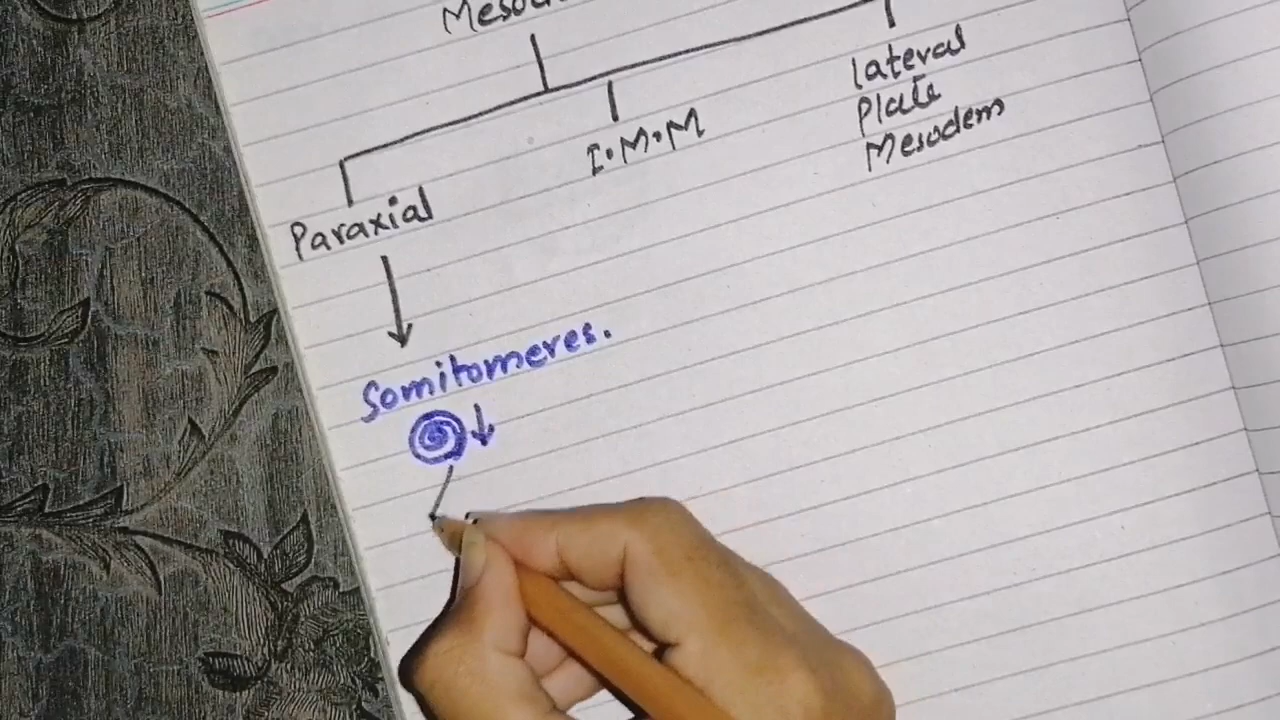 Paraxial
I.M.M
lateral
Plate
Mesoderm
Somitomeres.